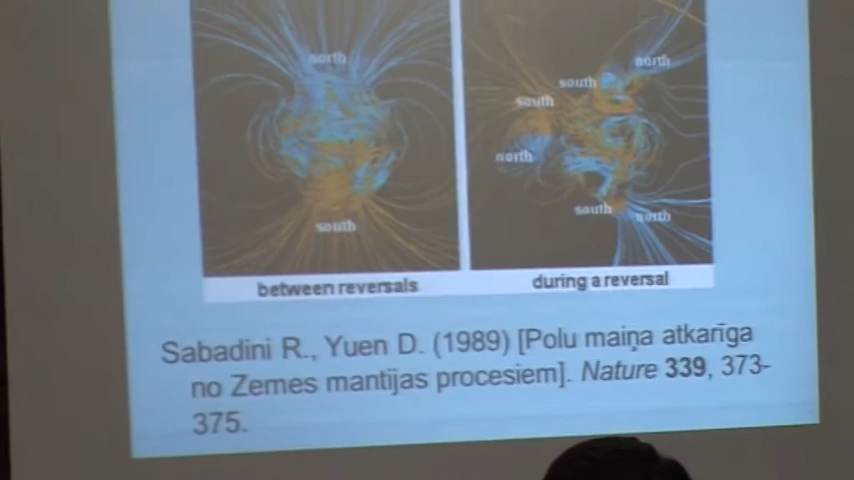 north
south
between reversals
north
south
south
north
south
north
during a reversal
Sabadini R., Yuen D. (1989) [Polu maiņa atkarīga
no Zemes mantijas procesiem]. Nature 339, 373-
375.